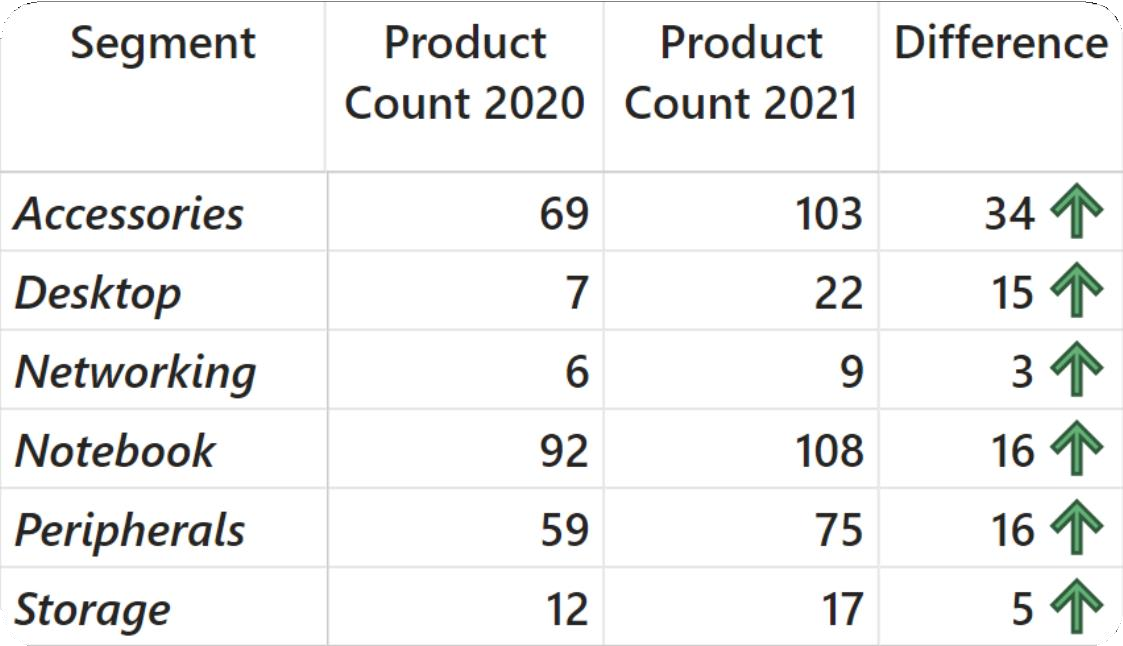 Segment Product Count 2020 Product Count 2021 Difference
Accessories 69 103 34
Desktop 7 22 15
Networking 6 9 3
Notebook 92 108 16
Peripherals 59 75 16
Storage 12 17 5